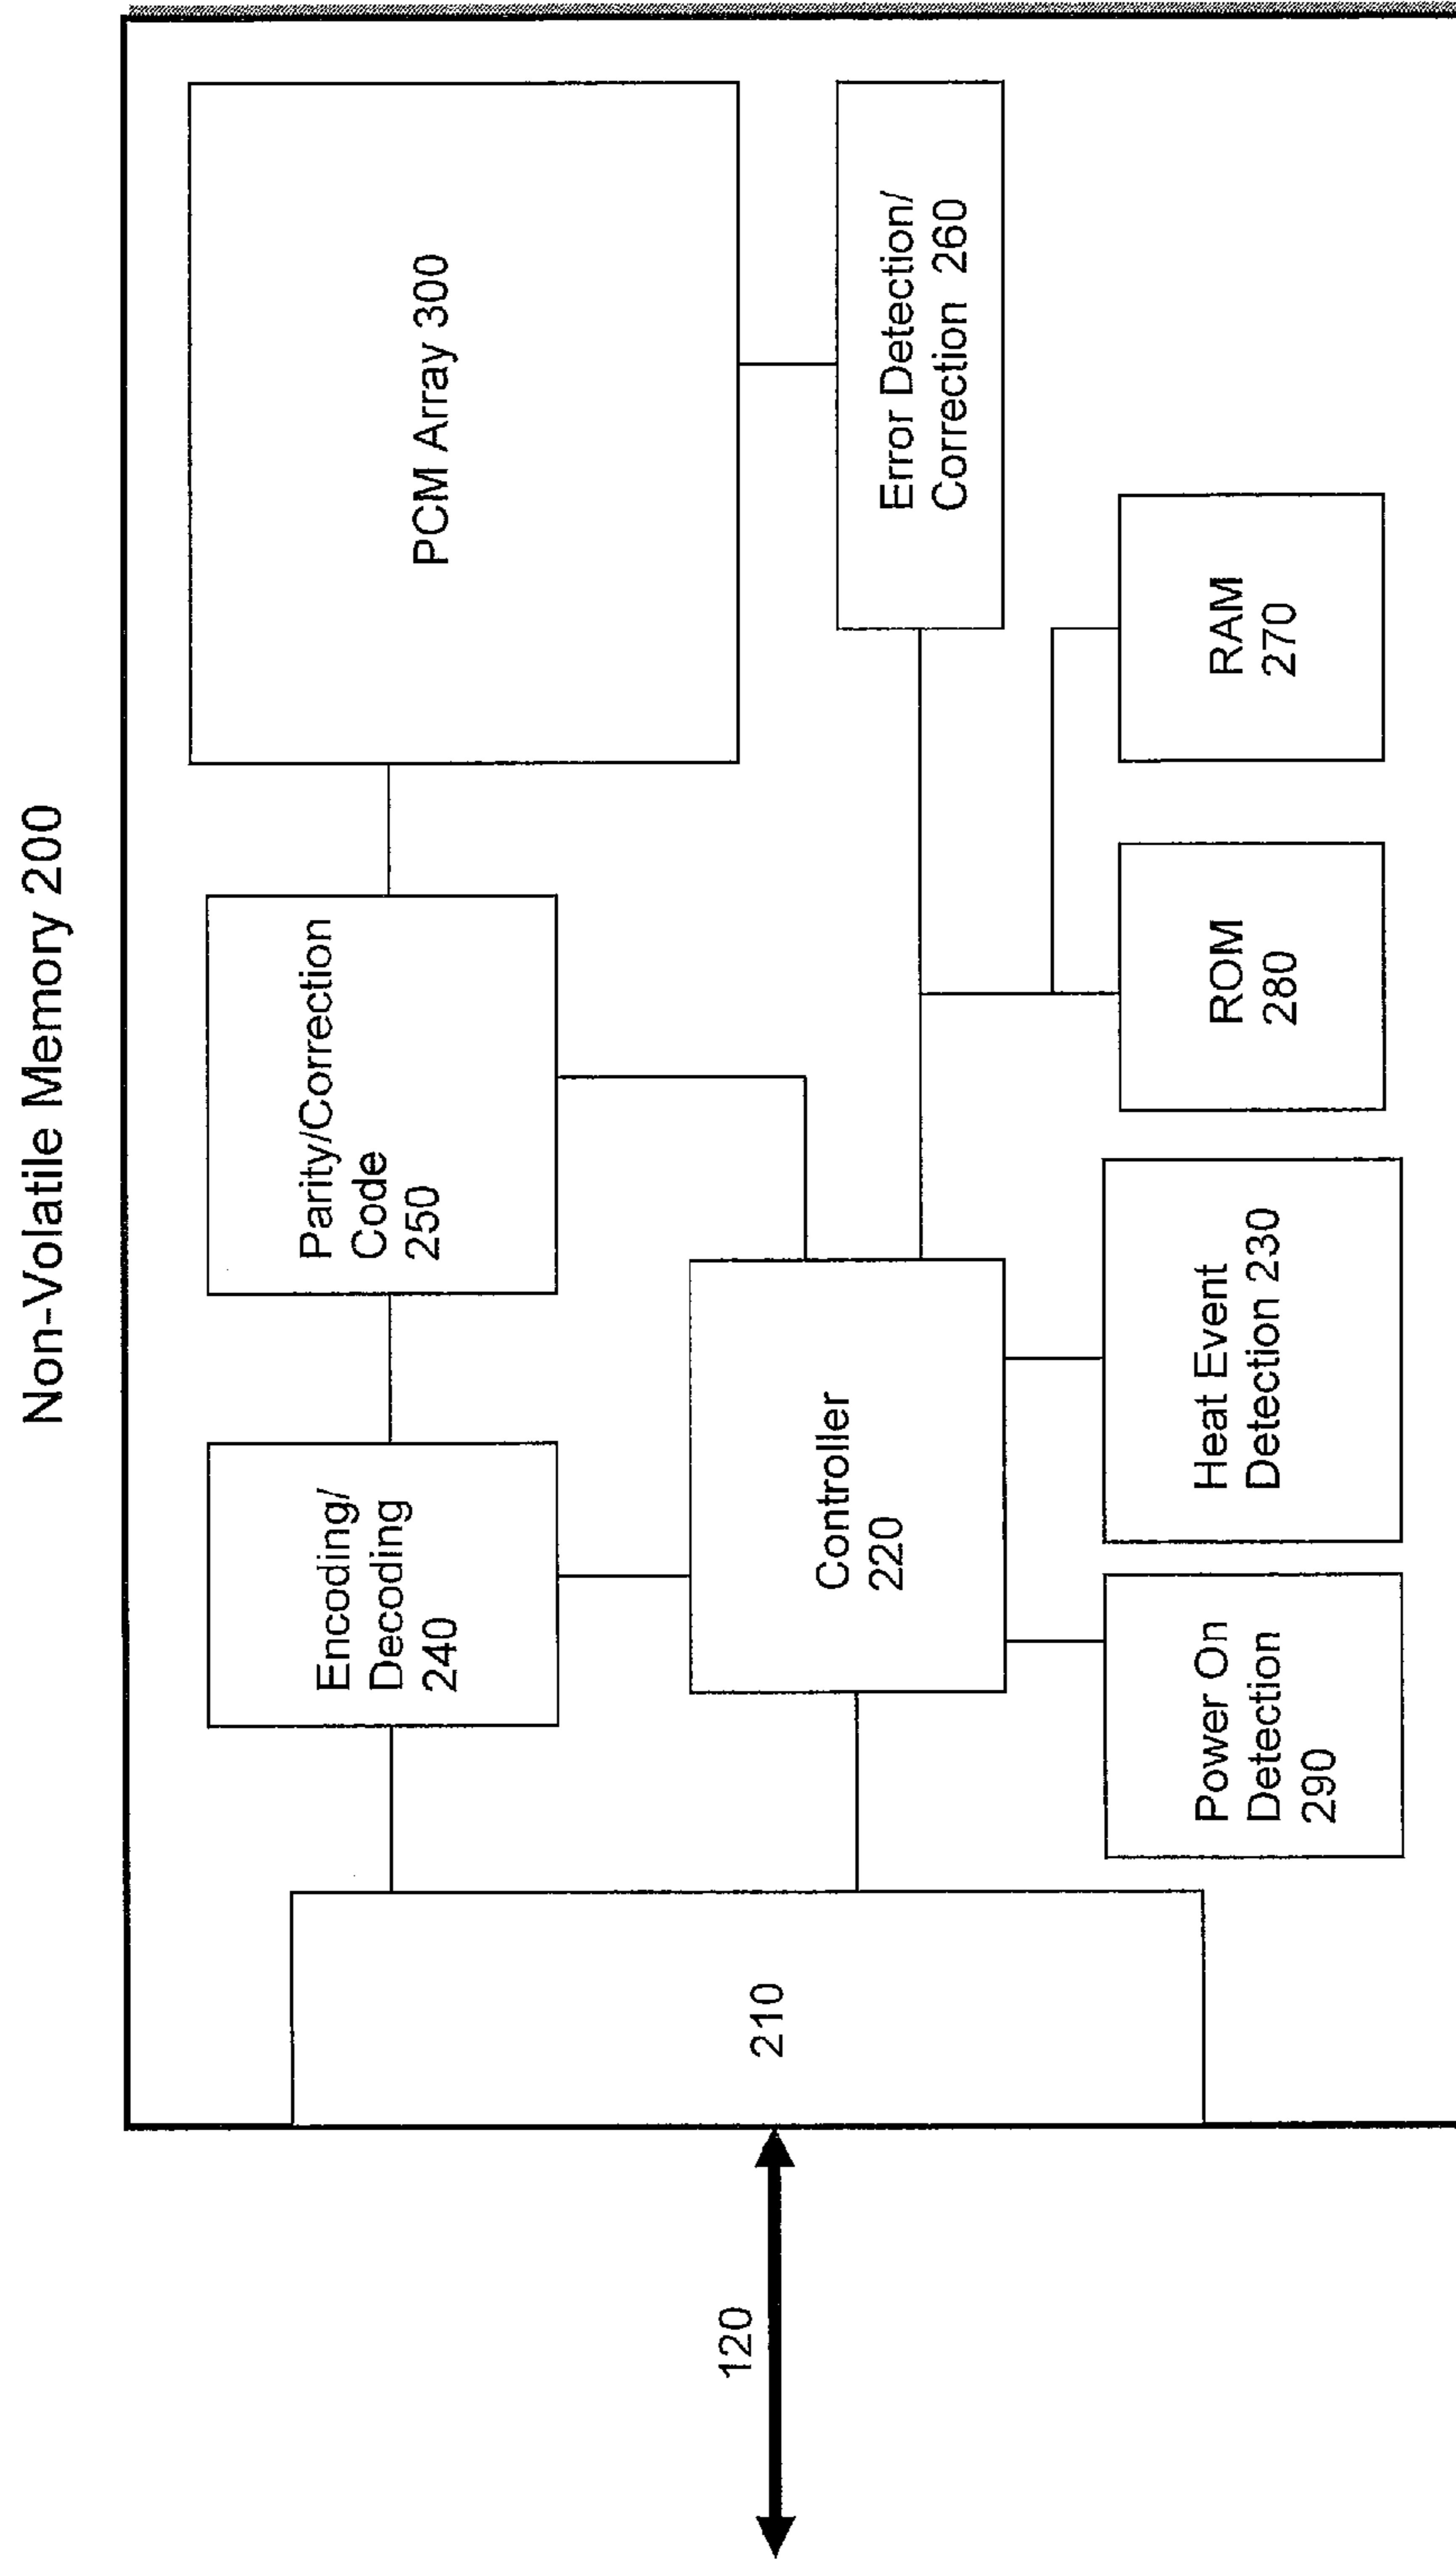 Non-Volatile Memory 200
PCM Array 300
Parity/Correction
Code
250
Encoding/
Decoding
240
Error Detection/
Correction 260
Controller
220
210
120
RAM
270
ROM
280
Heat Event
Detection 230
Power On
Detection
290